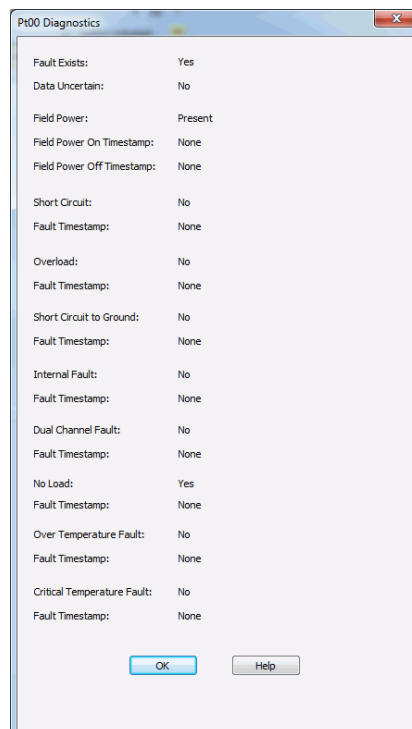 Pt00 Diagnostics
Fault Exists: Yes
Data Uncertain: No
Field Power: Present
Field Power On Timestamp: None
Field Power Off Timestamp: None
Short Circuit: No
Fault Timestamp: None
Overload: No
Fault Timestamp: None
Short Circuit to Ground: No
Fault Timestamp: None
Internal Fault: No
Fault Timestamp: None
Dual Channel Fault: No
Fault Timestamp: None
No Load: Yes
Fault Timestamp: None
Over Temperature Fault: No
Fault Timestamp: None
Critical Temperature Fault: No
Fault Timestamp: None
OK Help